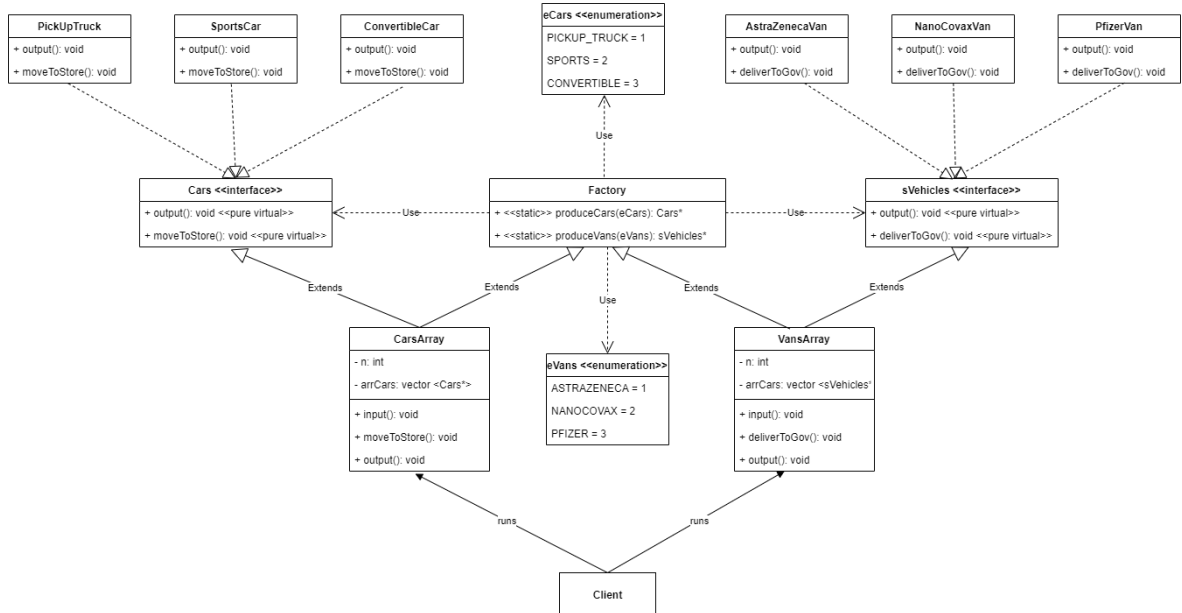 PickUpTruck
+ output(): void
+ moveToStore(): void
SportsCar
+ output(): void
+ moveToStore(): void
ConvertibleCar
+ output(): void
+ moveToStore(): void
eCars <<enumeration>>
PICKUP_TRUCK = 1
SPORTS = 2
CONVERTIBLE = 3
AstraZenecaVan
+ output(): void
+ deliverToGov(): void
NanoCovaxVan
+ output(): void
+ deliverToGov(): void
PfizerVan
+ output(): void
+ deliverToGov(): void
Use
Cars <<interface>>
+ output(): void <<pure virtual>>
+ moveToStore(): void <<pure virtual>>
Use
Factory
+ <<static>> produceCars(eCars): Cars*
+ <<static>> produceVans(eVans): sVehicles*
Use
sVehicles <<interface>>
+ output(): void <<pure virtual>>
+ deliverToGov(): void <<pure virtual>>
Extends
Extends
Use
Extends
Extends
CarsArray
- n: int
- arrCars: vector <Cars*>
+ input(): void
+ moveToStore(): void
+ output(): void
eVans <<enumeration>>
ASTRAZENECA = 1
NANOCOVAX = 2
PFIZER = 3
VansArray
- n: int
- arrCars: vector <sVehicles*
+ input(): void
+ deliverToGov(): void
+ output(): void
runs
runs
Client